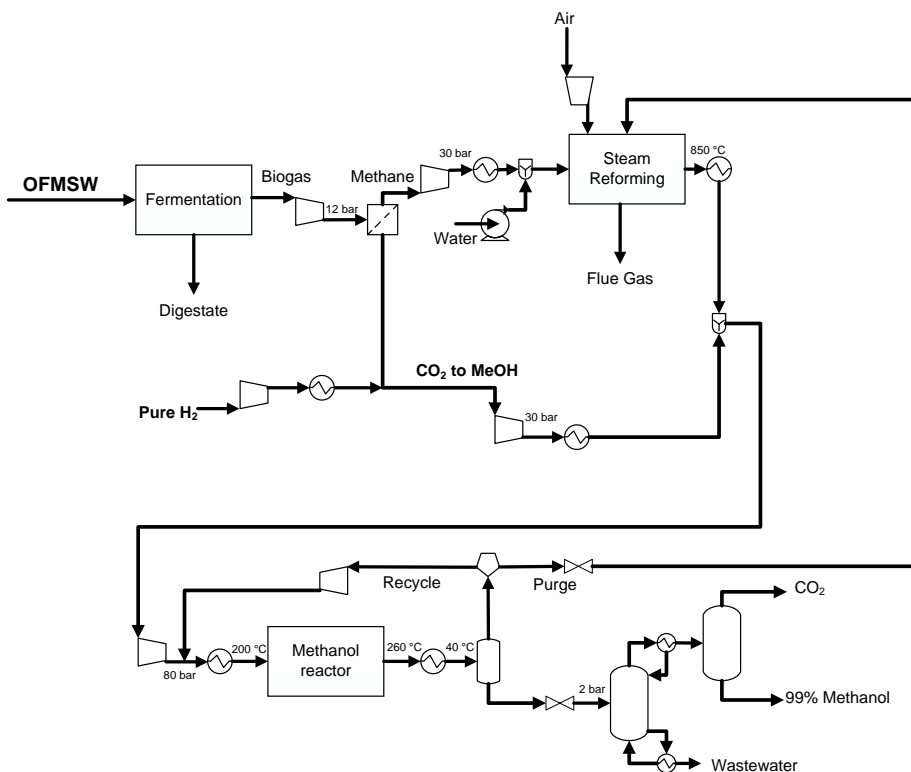 Air
OFMSW
Fermentation
Biogas
12 bar
Methane
30 bar
Water
Steam
Reforming
850 °C
Flue Gas
Digestate
Pure H₂
CO₂ to MeOH
30 bar
Recycle
Purge
CO₂
80 bar
200 °C
Methanol
reactor
260 °C
40 °C
2 bar
99% Methanol
Wastewater